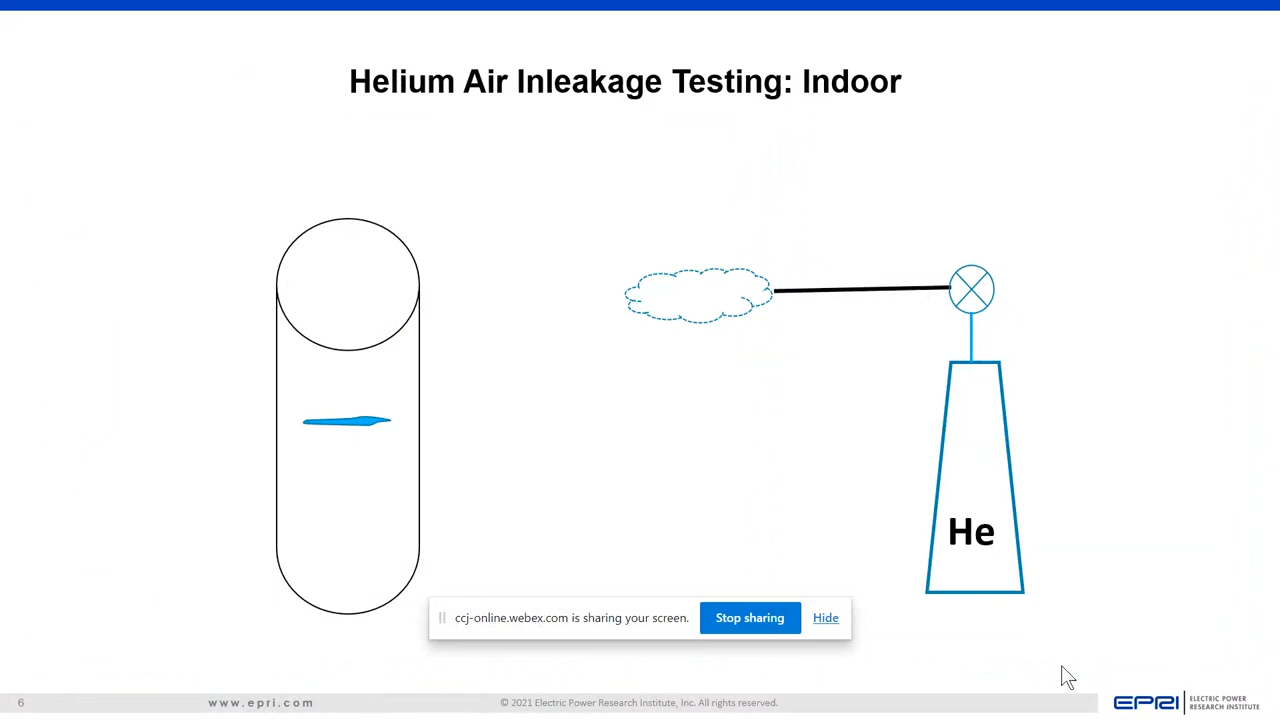 Helium Air Inleakage Testing: Indoor
He
ccj-online.webex.com is sharing your screen.
Stop sharing
Hide
6
www.epri.com
© 2021 Electric Power Research Institute, Inc. All rights reserved.
EPRI
ELECTRIC POWER
RESEARCH INSTITUTE